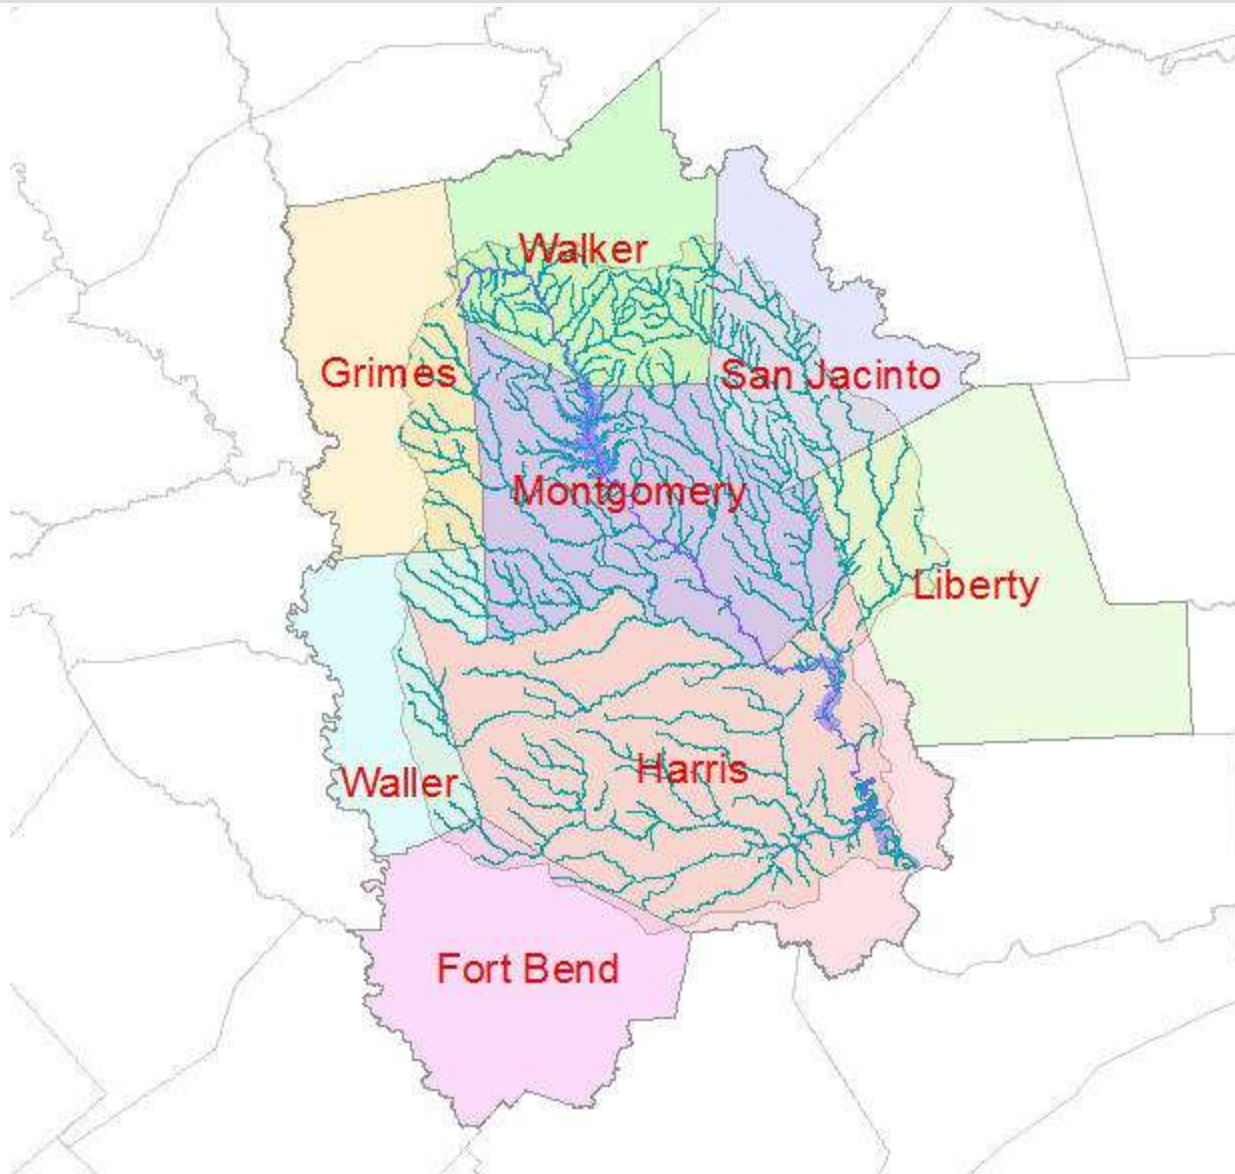 Walker
Grimes
San Jacinto
Montgomery
Liberty
Harris
Waller
Fort Bend